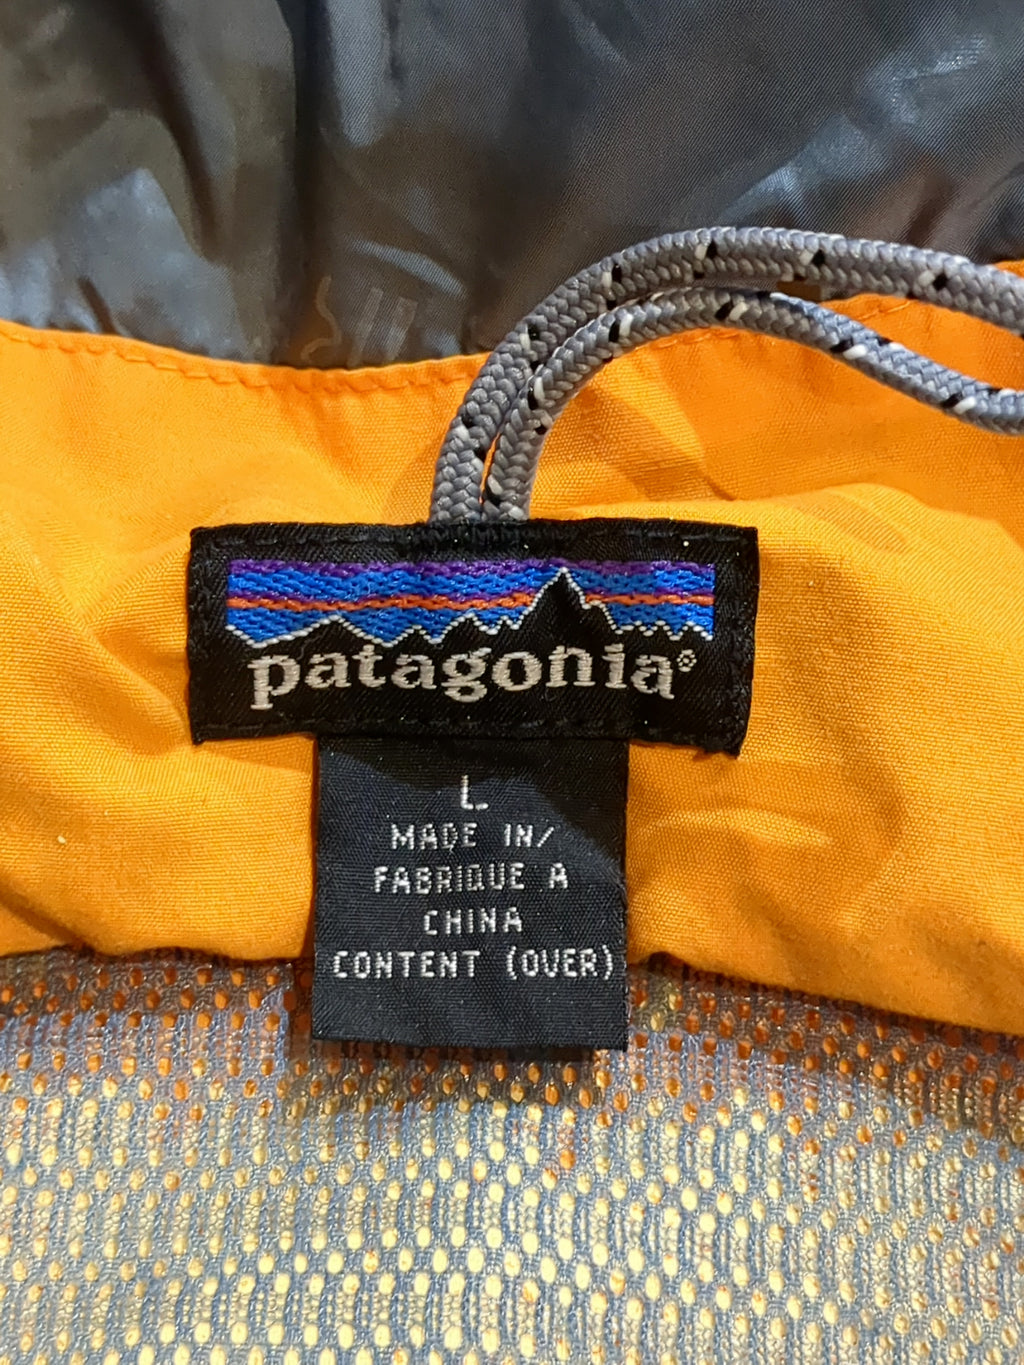 patagonia®
L
MADE IN/
FABRIQUE A
CHINA
CONTENT (OVER)